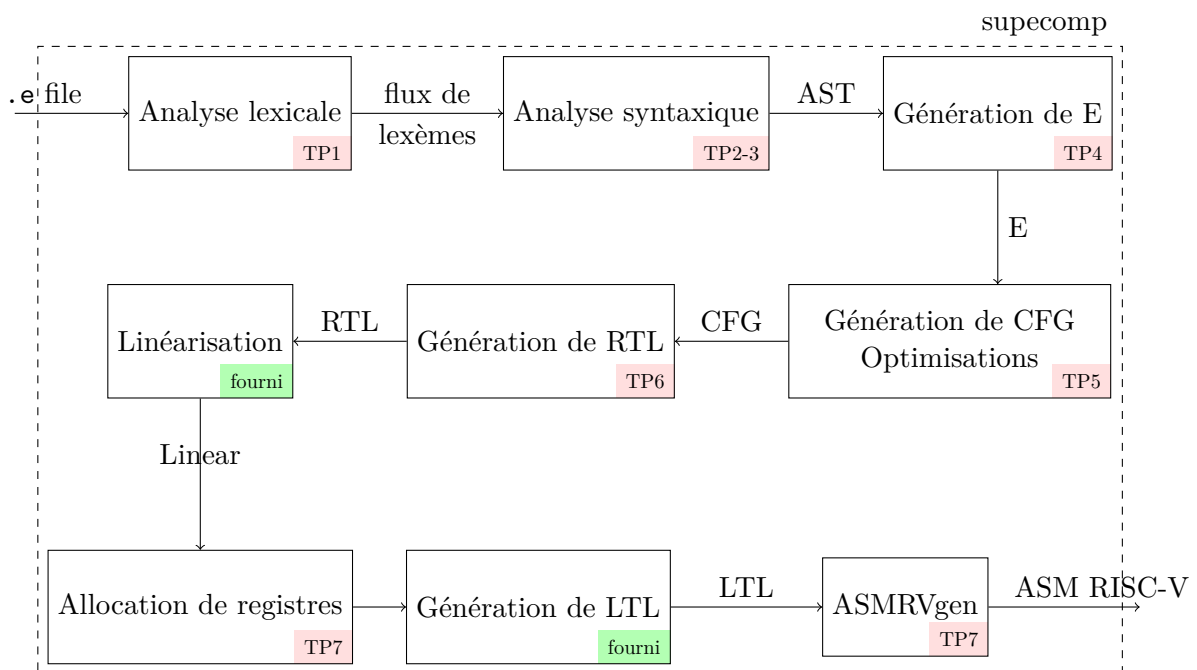 supecomp
.e file
Analyse lexicale
TP1
flux de
lexèmes
Analyse syntaxique
TP2-3
AST
Génération de E
TP4
E
Linéarisation
fourni
RTL
Génération de RTL
TP6
CFG
Génération de CFG
Optimisations
TP5
Linear
Allocation de registres
TP7
Génération de LTL
fourni
LTL
ASMRVgen
TP7
ASM RISC-V